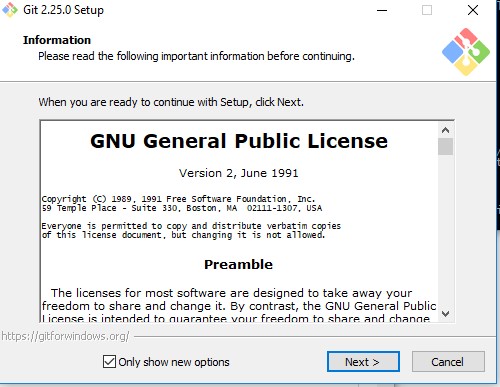 Git 2.25.0 Setup
Information
Please read the following important information before continuing.
When you are ready to continue with Setup, click Next.
GNU General Public License
Version 2, June 1991
Copyright (C) 1989, 1991 Free Software Foundation, Inc.
59 Temple Place - Suite 330, Boston, MA  02111-1307, USA
Everyone is permitted to copy and distribute verbatim copies
of this license document, but changing it is not allowed.
Preamble
The licenses for most software are designed to take away your
freedom to share and change it. By contrast, the GNU General Public
License is intended to guarantee your freedom to share and change
https://gitforwindows.org/
Only show new options
Next >
Cancel